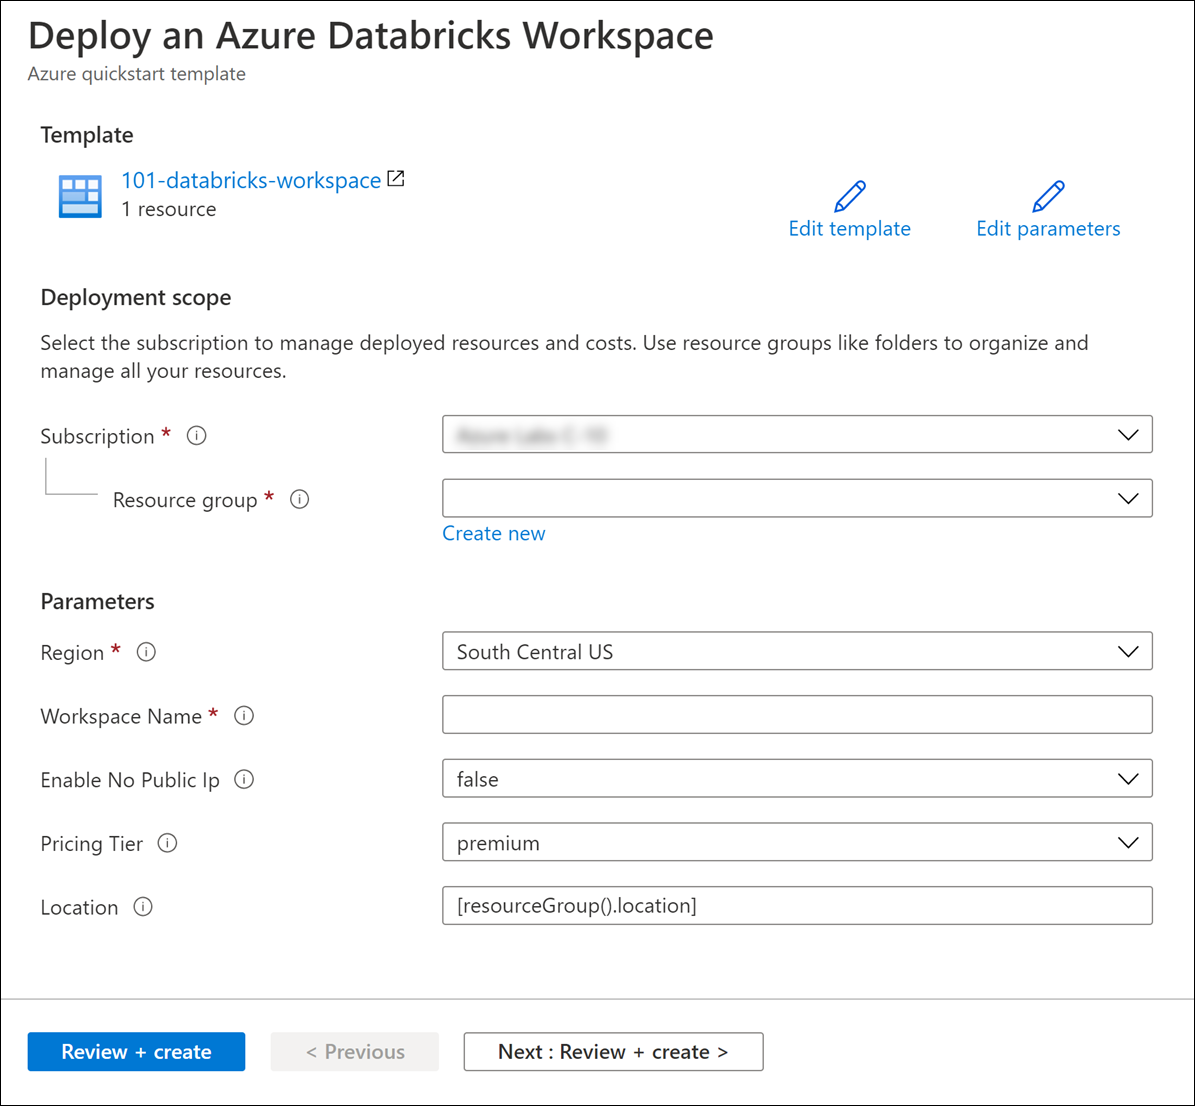 Deploy an Azure Databricks Workspace
Azure quickstart template
Template
101-databricks-workspace
1 resource
Edit template
Edit parameters
Deployment scope
Select the subscription to manage deployed resources and costs. Use resource groups like folders to organize and
manage all your resources.
Subscription *
Resource group *
Create new
Parameters
Region *
South Central US
Workspace Name *
Enable No Public Ip
false
Pricing Tier
premium
Location
[resourceGroup().location]
Review + create
< Previous
Next : Review + create >